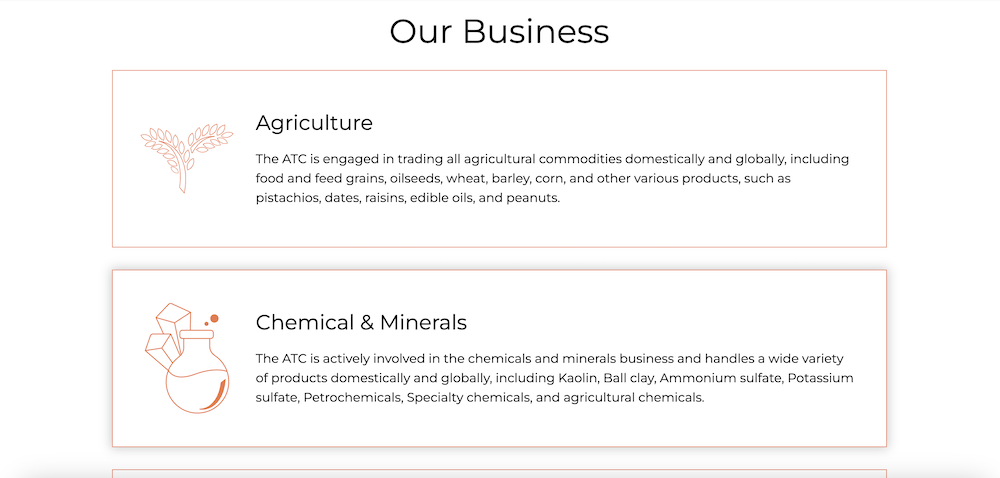 Our Business
Agriculture
The ATC is engaged in trading all agricultural commodities domestically and globally, including
food and feed grains, oilseeds, wheat, barley, corn, and other various products, such as
pistachios, dates, raisins, edible oils, and peanuts.
Chemical & Minerals
The ATC is actively involved in the chemicals and minerals business and handles a wide variety
of products domestically and globally, including Kaolin, Ball clay, Ammonium sulfate, Potassium
sulfate, Petrochemicals, Specialty chemicals, and agricultural chemicals.